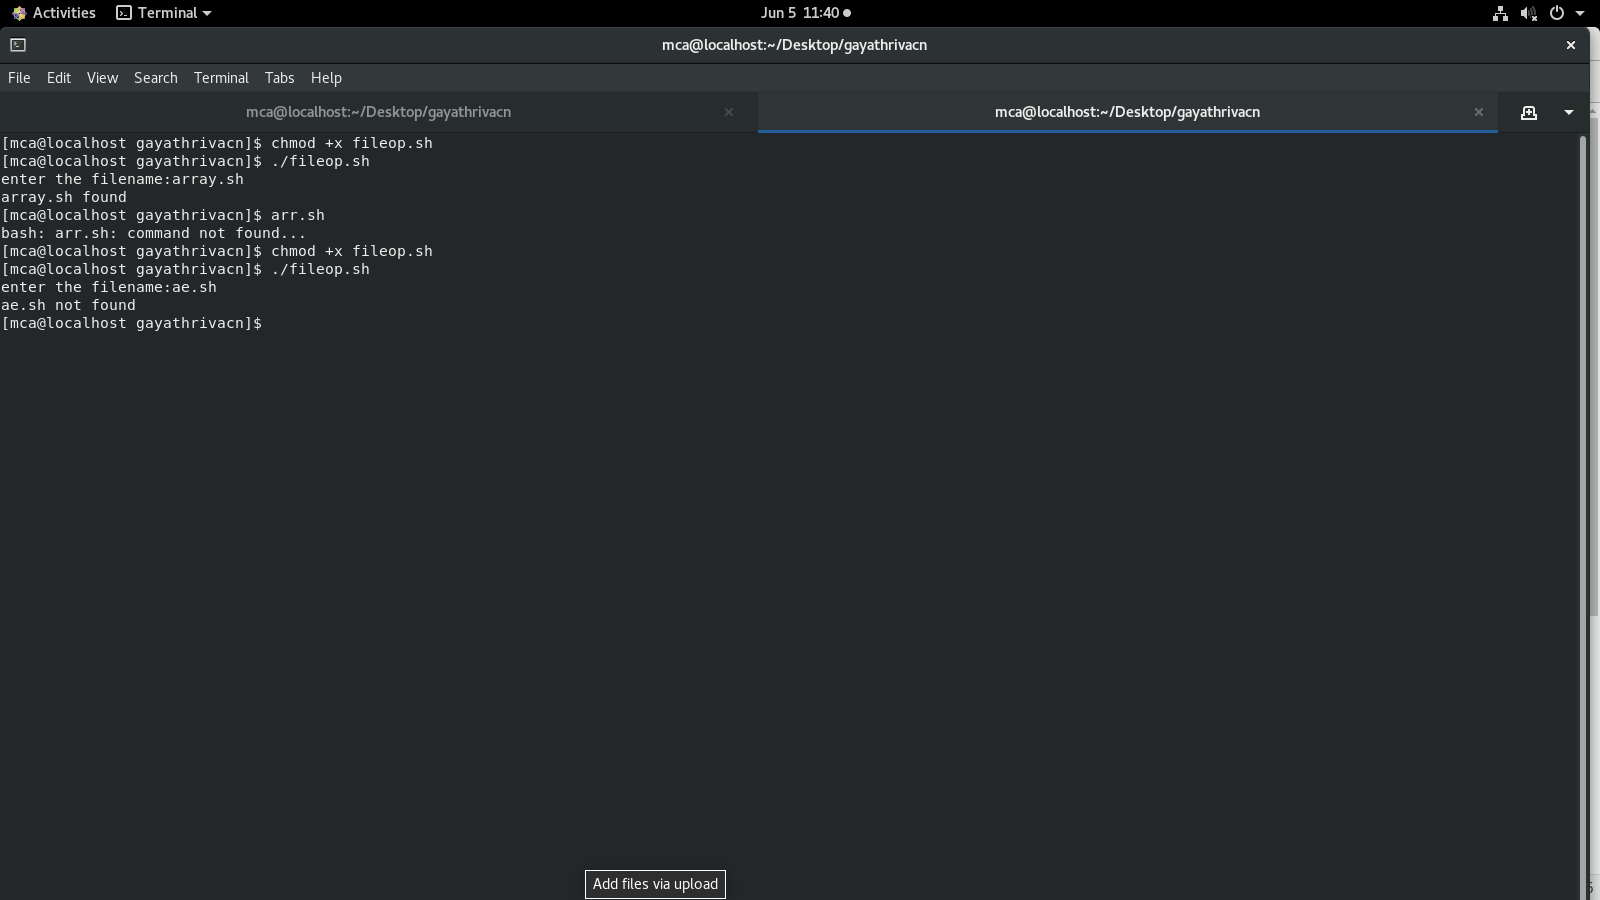 Activities Terminal Jun 5 11:40
mca@localhost:~/Desktop/gayathrivacn
File Edit View Search Terminal Tabs Help
mca@localhost:~/Desktop/gayathrivacn mca@localhost:~/Desktop/gayathrivacn
[mca@localhost gayathrivacn]$ chmod +x fileop.sh
[mca@localhost gayathrivacn]$ ./fileop.sh
enter the filename:array.sh
array.sh found
[mca@localhost gayathrivacn]$ arr.sh
bash: arr.sh: command not found...
[mca@localhost gayathrivacn]$ chmod +x fileop.sh
[mca@localhost gayathrivacn]$ ./fileop.sh
enter the filename:ae.sh
ae.sh not found
[mca@localhost gayathrivacn]$
Add files via upload